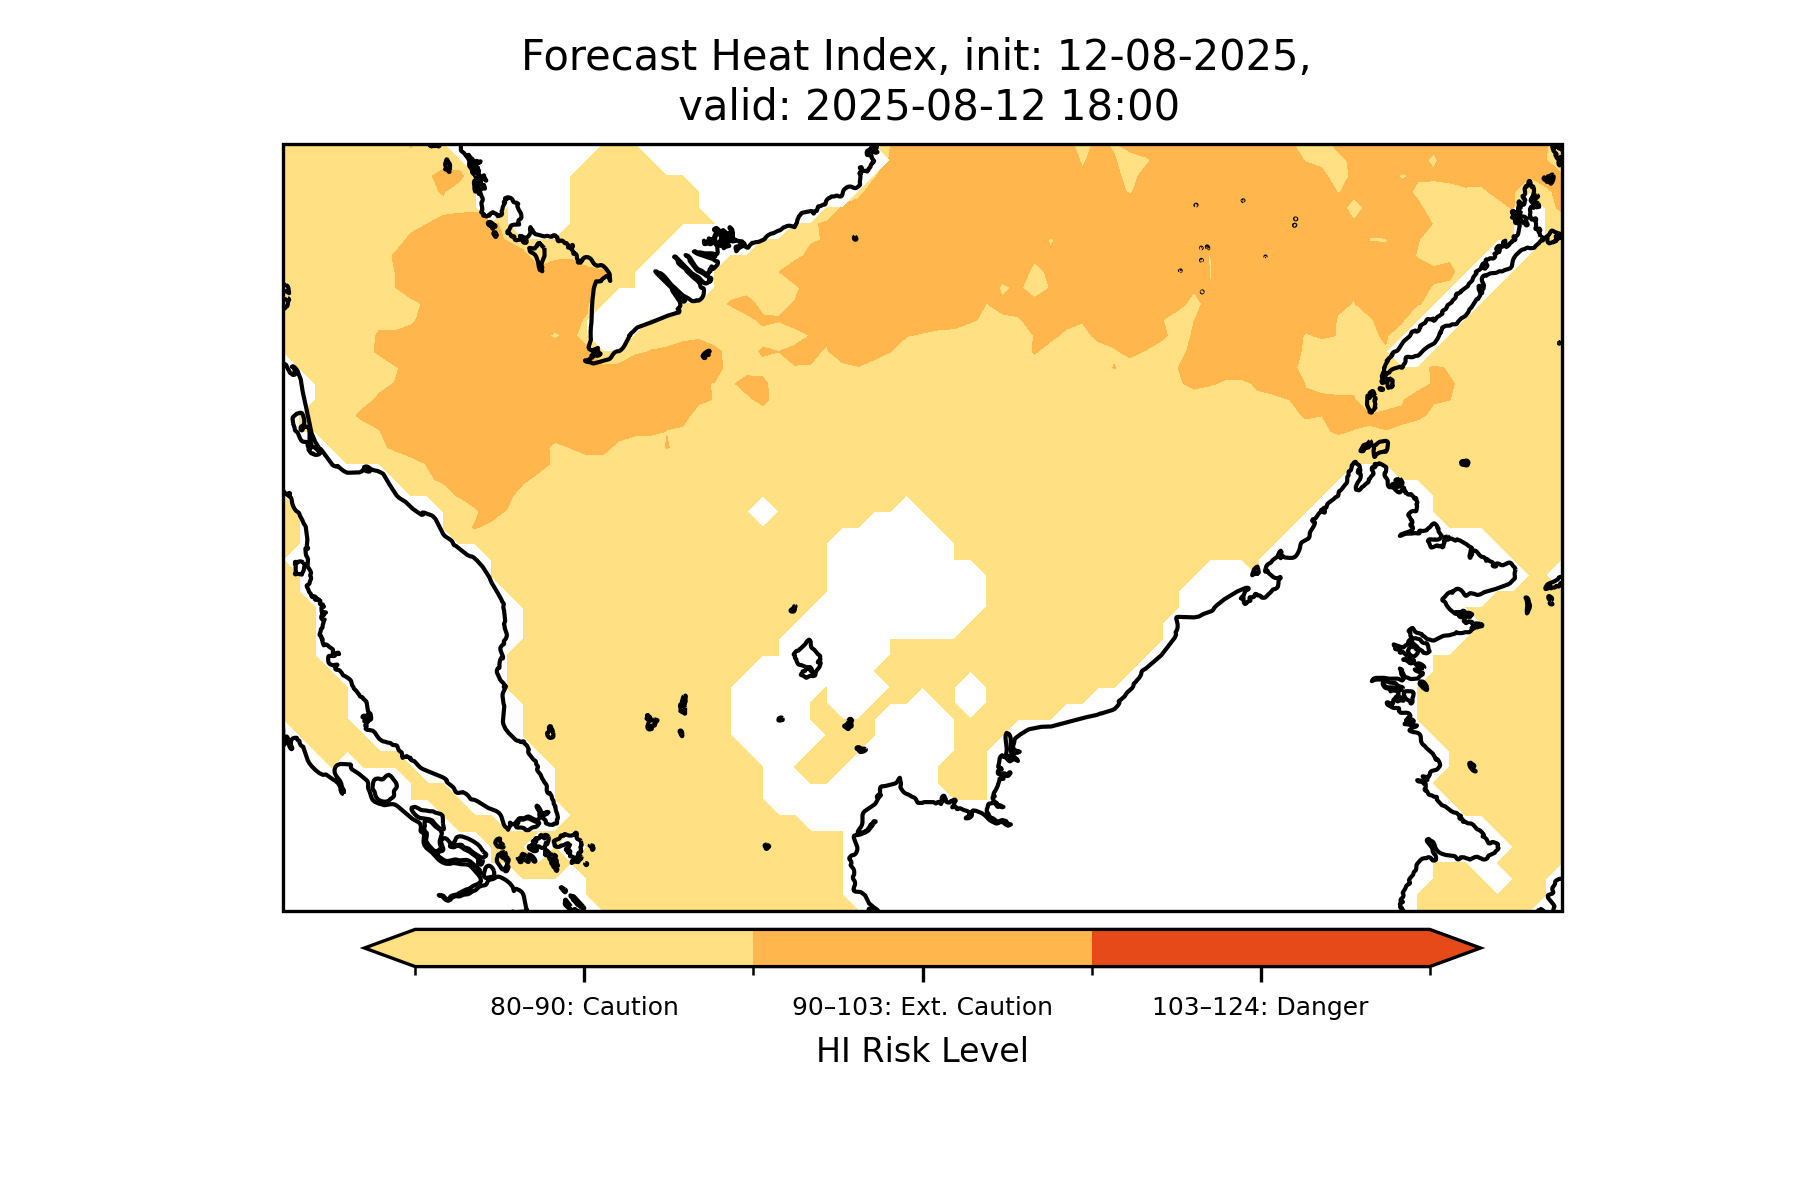 Forecast Heat Index, init: 12-08-2025,
valid: 2025-08-12 18:00
80–90: Caution
90–103: Ext. Caution
103–124: Danger
HI Risk Level